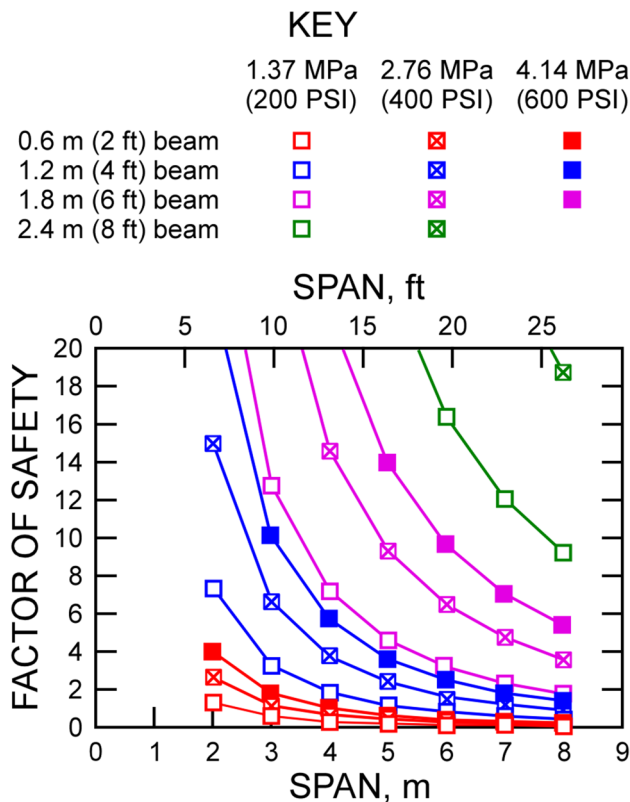 KEY
1.37 MPa 2.76 MPa 4.14 MPa
(200 PSI) (400 PSI) (600 PSI)
0.6 m (2 ft) beam
1.2 m (4 ft) beam
1.8 m (6 ft) beam
2.4 m (8 ft) beam
SPAN, ft
0 5 10 15 20 25
FACTOR OF SAFETY
20
18
16
14
12
10
8
6
4
2
0
0 1 2 3 4 5 6 7 8 9
SPAN, m